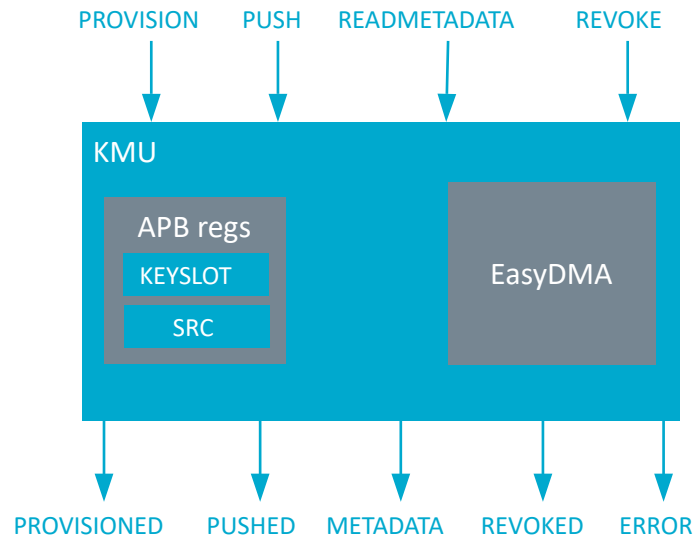 PROVISION PUSH READMETADATA REVOKE
KMU
APB regs
KEYSLOT
SRC
EasyDMA
PROVISIONED PUSHED METADATA REVOKED ERROR